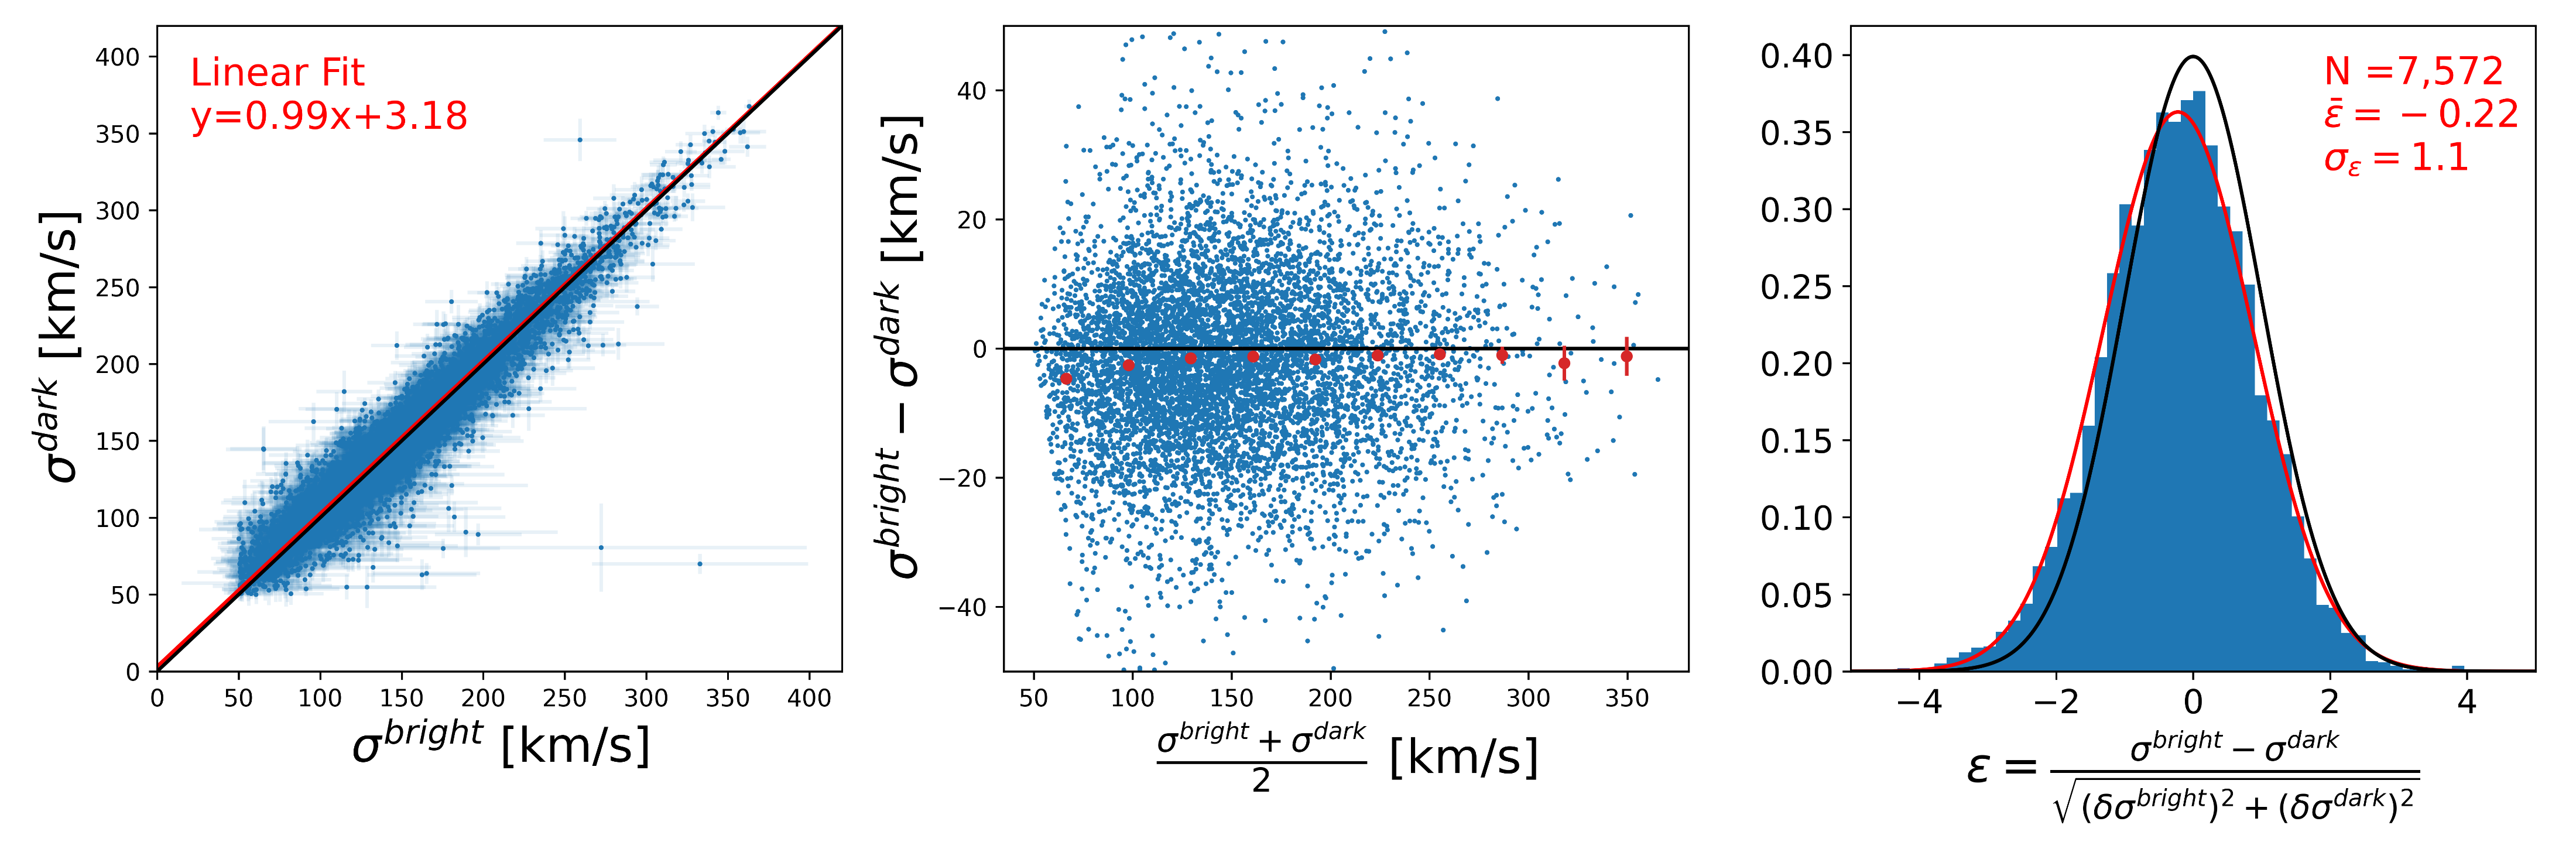 Linear Fit
y=0.99x+3.18
400
350
300
250
200
150
100
50
0
0 50 100 150 200 250 300 350 400
σ^dark [km/s]
σ^bright [km/s]
40
20
0
−20
−40
50 100 150 200 250 300 350
σ^bright − σ^dark [km/s]
σ^bright + σ^dark
2
[km/s]
N =7,572
ε̄ = −0.22
σ_ε = 1.1
0.40
0.35
0.30
0.25
0.20
0.15
0.10
0.05
0.00
−4 −2 0 2 4
ε = σ^bright − σ^dark
√(δσ^bright)² + (δσ^dark)²